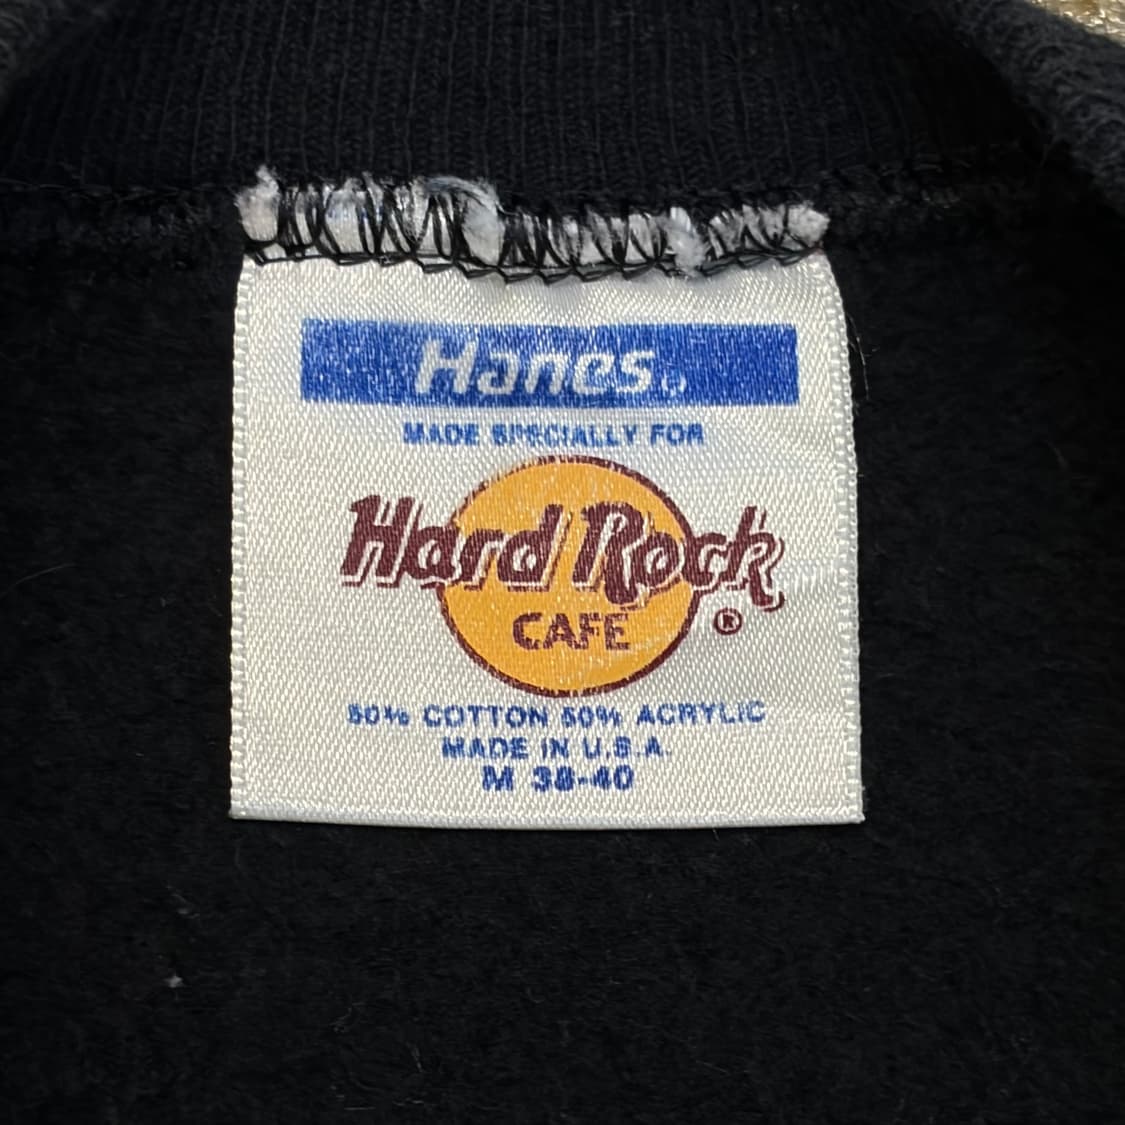 Hanes®
MADE SPECIALLY FOR
Hard Rock
CAFE
®
50% COTTON 50% ACRYLIC
MADE IN U.S.A.
M 38-40